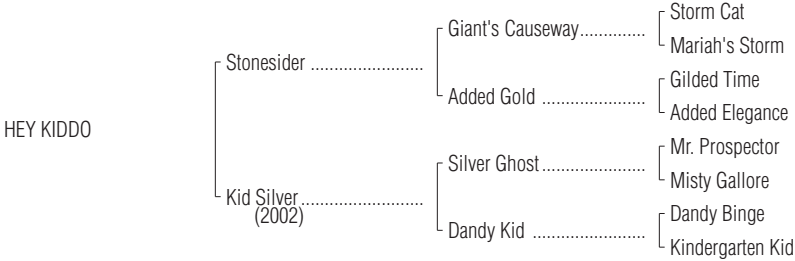 Storm Cat
Giant's Causeway..............
Mariah's Storm
Stonesider ........................
Gilded Time
Added Gold ......................
Added Elegance
HEY KIDDO
Mr. Prospector
Silver Ghost......................
Misty Gallore
Kid Silver..........................
(2002)
Dandy Binge
Dandy Kid ........................
Kindergarten Kid